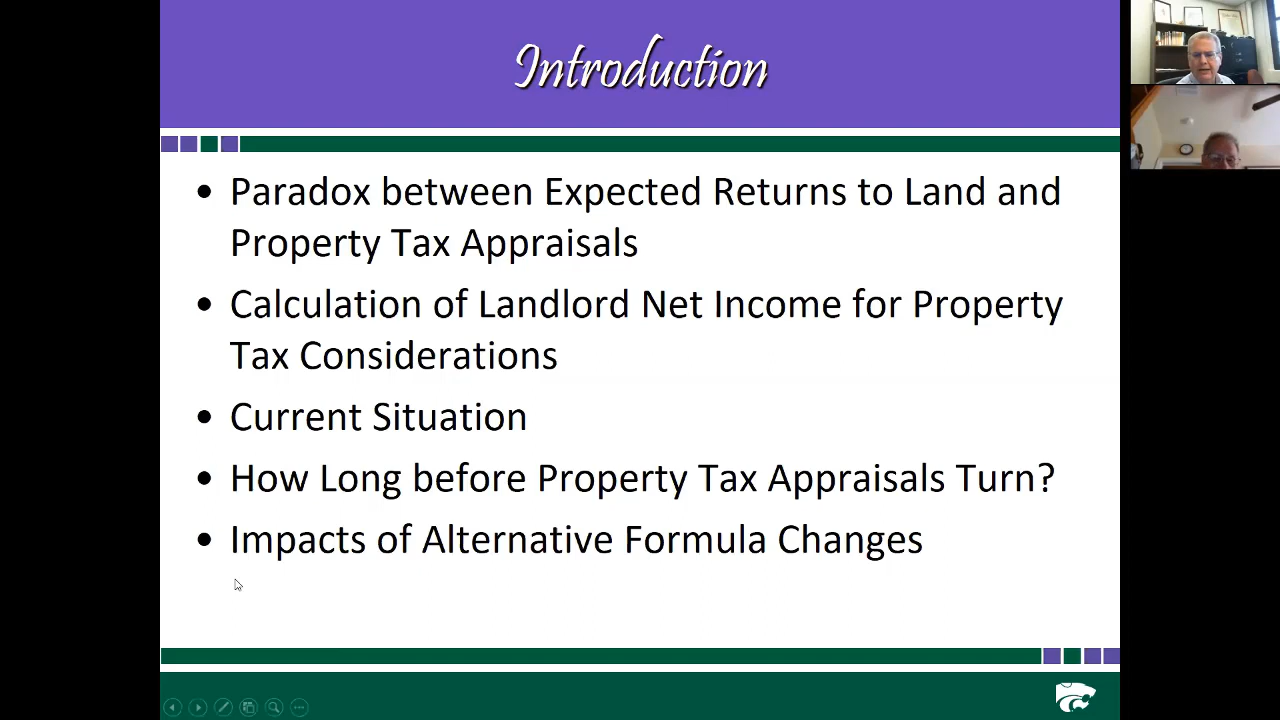 Introduction
• Paradox between Expected Returns to Land and
Property Tax Appraisals
• Calculation of Landlord Net Income for Property
Tax Considerations
• Current Situation
• How Long before Property Tax Appraisals Turn?
• Impacts of Alternative Formula Changes